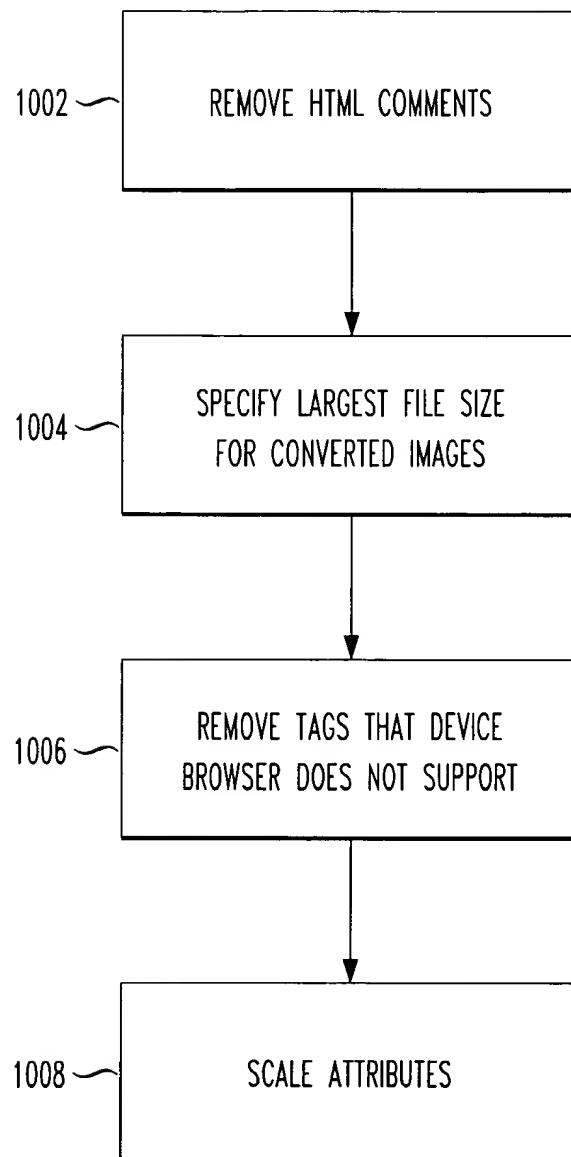 1002
REMOVE HTML COMMENTS
1004
SPECIFY LARGEST FILE SIZE
FOR CONVERTED IMAGES
1006
REMOVE TAGS THAT DEVICE
BROWSER DOES NOT SUPPORT
1008
SCALE ATTRIBUTES